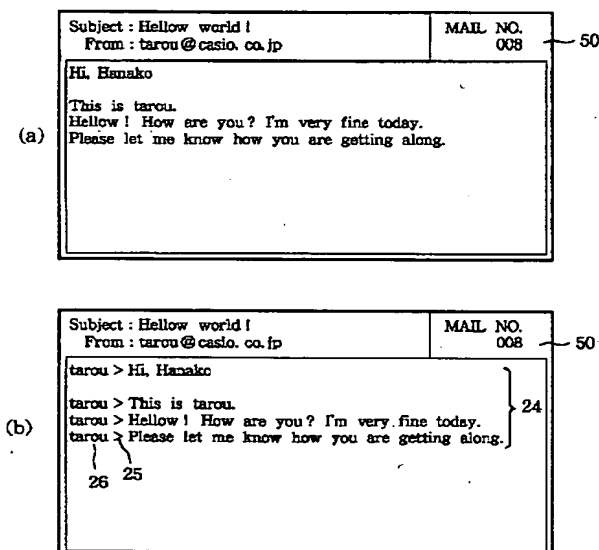 Subject : Hellow world !
From : tarou @ casio. co. jp
MAIL NO.
008
50
Hi, Hanako
This is tarou.
Hellow ! How are you ? I'm very fine today.
Please let me know how you are getting along.
(a)
Subject : Hellow world !
From : tarou @ casio. co. jp
MAIL NO.
008
50
tarou > Hi, Hanako
tarou > This is tarou.
tarou > Hellow ! How are you ? I'm very fine today.
tarou > Please let me know how you are getting along.
24
(b)
26 25